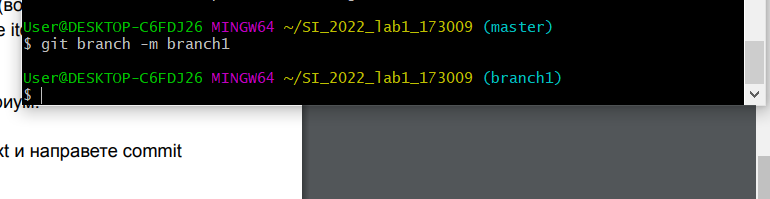 (во
User@DESKTOP-C6FDJ26 MINGW64 ~/SI_2022_lab1_173009 (master)
$ git branch -m branch1
User@DESKTOP-C6FDJ26 MINGW64 ~/SI_2022_lab1_173009 (branch1)
$
риум.
xt и направете commit